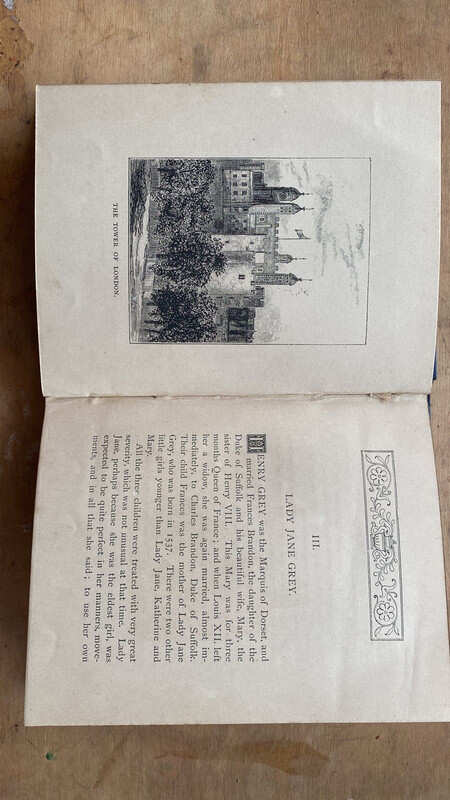 THE TOWER OF LONDON.
III.
LADY JANE GREY.
HENRY GREY was the Marquis of Dorset, and
married Frances Brandon, the daughter of the
Duke of Suffolk and his beautiful wife, Mary, the
sister of Henry VIII. This Mary was for three
months Queen of France; and when Louis XII. left
her a widow, she was again married, almost im-
mediately, to Charles Brandon, Duke of Suffolk.
Their child Frances was the mother of Lady Jane
Grey, who was born in 1537. There were two other
little girls younger than Lady Jane, Katherine and
Mary.
All the three children were treated with very great
severity, which was not unusual at that time. Lady
Jane, perhaps because she was the eldest girl, was
expected to be quite perfect in her manners, move-
ments, and in all that she said; to use her own